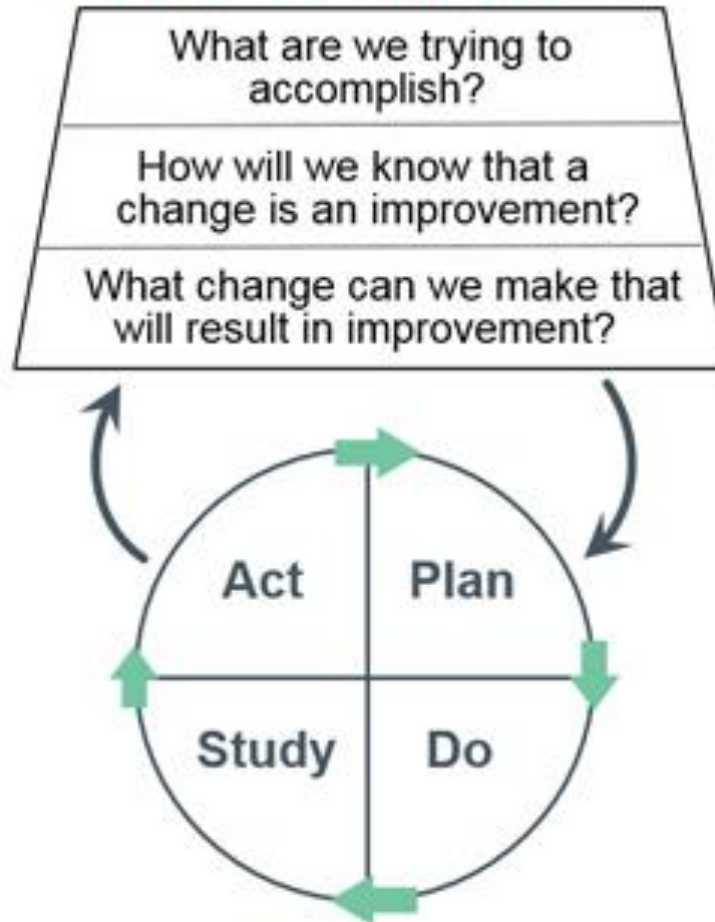 What are we trying to
accomplish?
How will we know that a
change is an improvement?
What change can we make that
will result in improvement?
Act
Plan
Study
Do